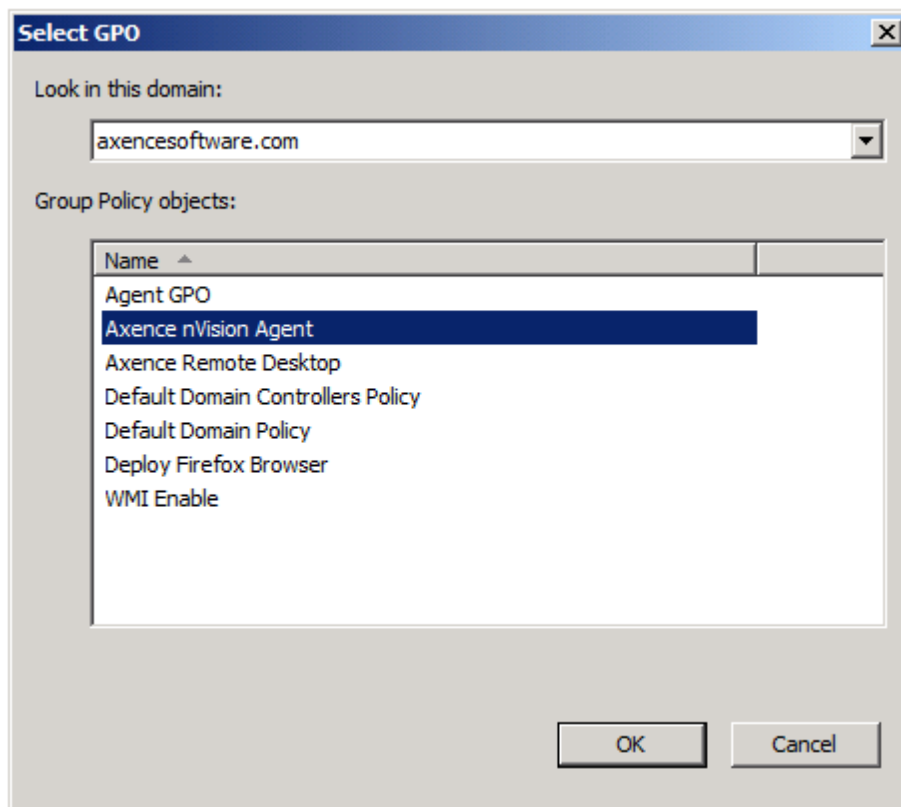 Select GPO
Look in this domain:
axencesoftware.com
Group Policy objects:
Name
Agent GPO
Axence nVision Agent
Axence Remote Desktop
Default Domain Controllers Policy
Default Domain Policy
Deploy Firefox Browser
WMI Enable
OK Cancel